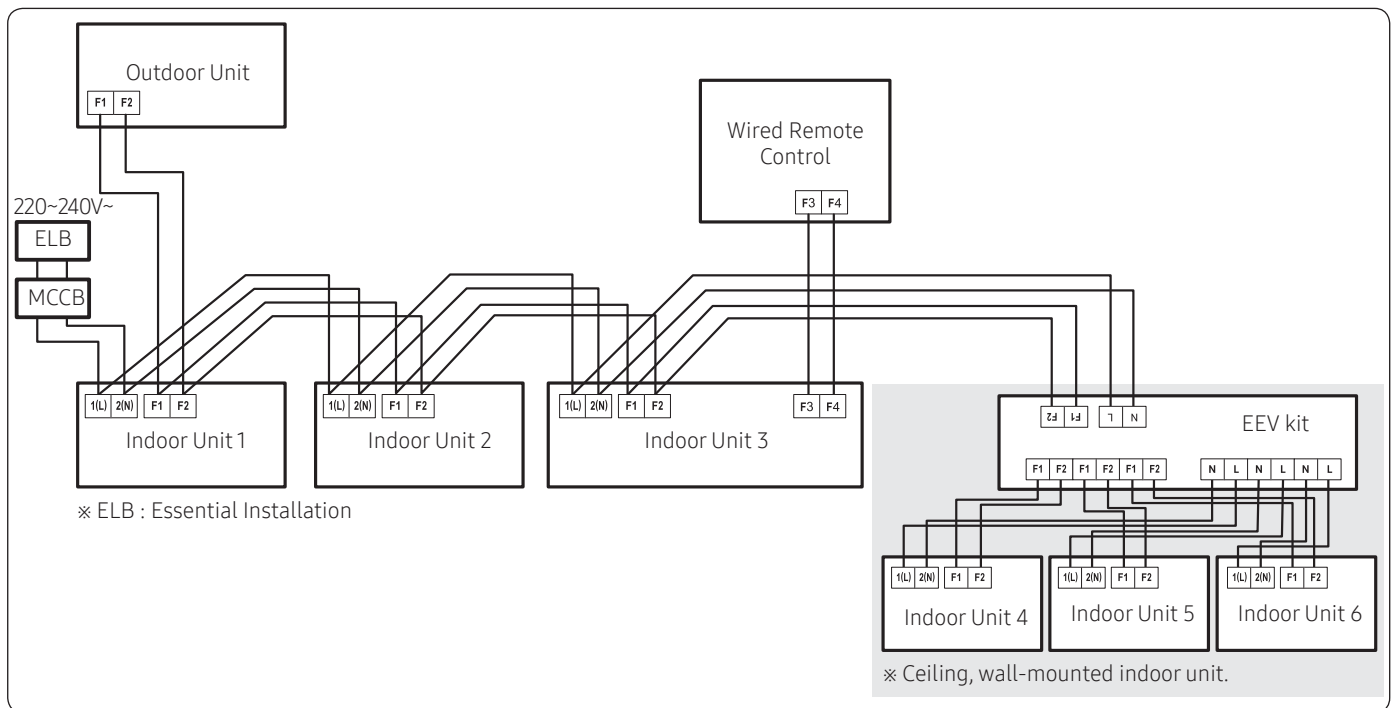 Outdoor Unit
F1 F2
Wired Remote
Control
F3 F4
220~240V~
ELB
MCCB
1(L) 2(N) F1 F2
Indoor Unit 1
1(L) 2(N) F1 F2
Indoor Unit 2
1(L) 2(N) F1 F2 F3 F4
Indoor Unit 3
F2 F1 L N
EEV kit
F1 F2 F1 F2 F1 F2 N L N L N L
※ ELB : Essential Installation
1(L) 2(N) F1 F2
Indoor Unit 4
1(L) 2(N) F1 F2
Indoor Unit 5
1(L) 2(N) F1 F2
Indoor Unit 6
※ Ceiling, wall-mounted indoor unit.